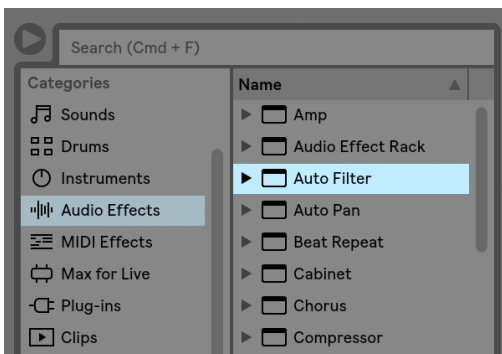 Search (Cmd + F)
Categories
Sounds
Drums
Instruments
Audio Effects
MIDI Effects
Max for Live
Plug-ins
Clips
Name
Amp
Audio Effect Rack
Auto Filter
Auto Pan
Beat Repeat
Cabinet
Chorus
Compressor